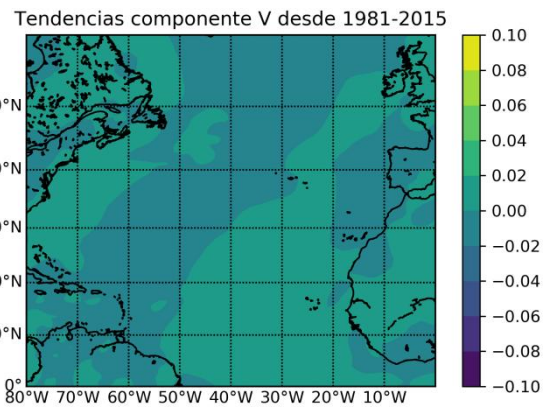 Tendencias componente V desde 1981-2015
0.10
0.08
0.06
0.04
0.02
0.00
−0.02
−0.04
−0.06
−0.08
−0.10
°N
°N
°N
°N
°N
0°
80°W 70°W 60°W 50°W 40°W 30°W 20°W 10°W